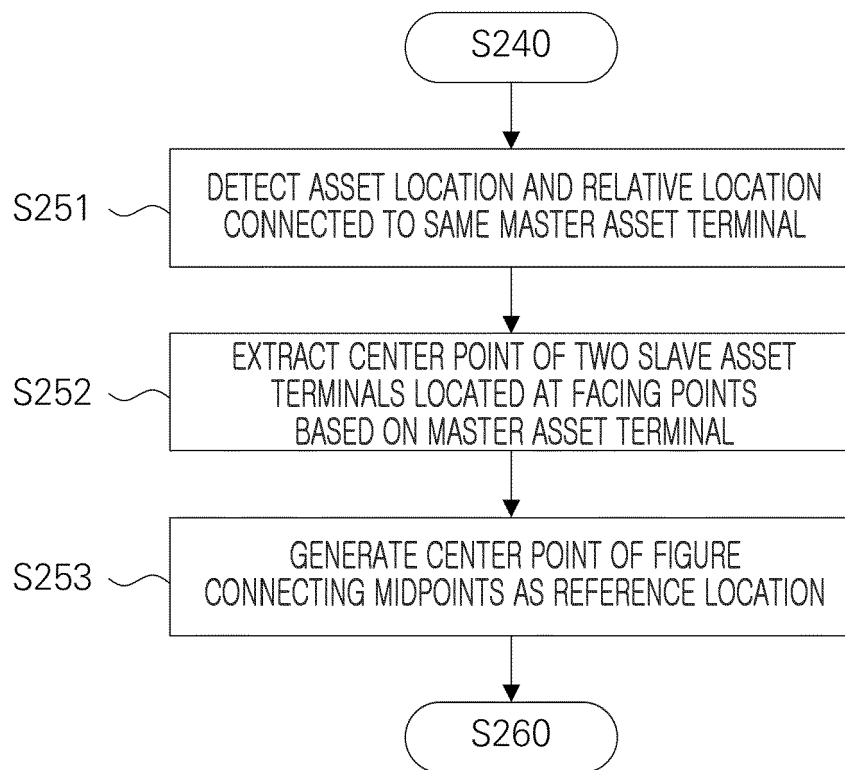 S240
S251
DETECT ASSET LOCATION AND RELATIVE LOCATION
CONNECTED TO SAME MASTER ASSET TERMINAL
S252
EXTRACT CENTER POINT OF TWO SLAVE ASSET
TERMINALS LOCATED AT FACING POINTS
BASED ON MASTER ASSET TERMINAL
S253
GENERATE CENTER POINT OF FIGURE
CONNECTING MIDPOINTS AS REFERENCE LOCATION
S260